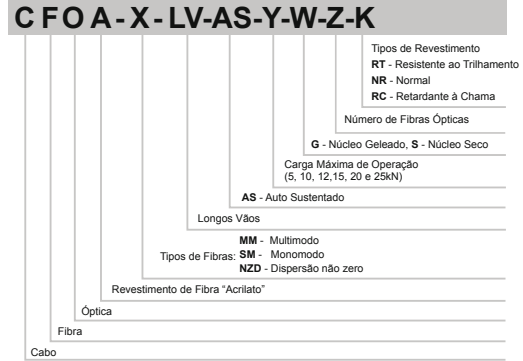 C F O A - X - LV-AS-Y-W-Z-K
Tipos de Revestimento
RT - Resistente ao Trilhamento
NR - Normal
RC - Retardante à Chama
Número de Fibras Ópticas
G - Núcleo Geleado, S - Núcleo Seco
Carga Máxima de Operação
(5, 10, 12,15, 20 e 25kN)
AS - Auto Sustentado
Longos Vãos
MM - Multimodo
Tipos de Fibras: SM - Monomodo
NZD - Dispersão não zero
Revestimento de Fibra “Acrilato”
Óptica
Fibra
Cabo